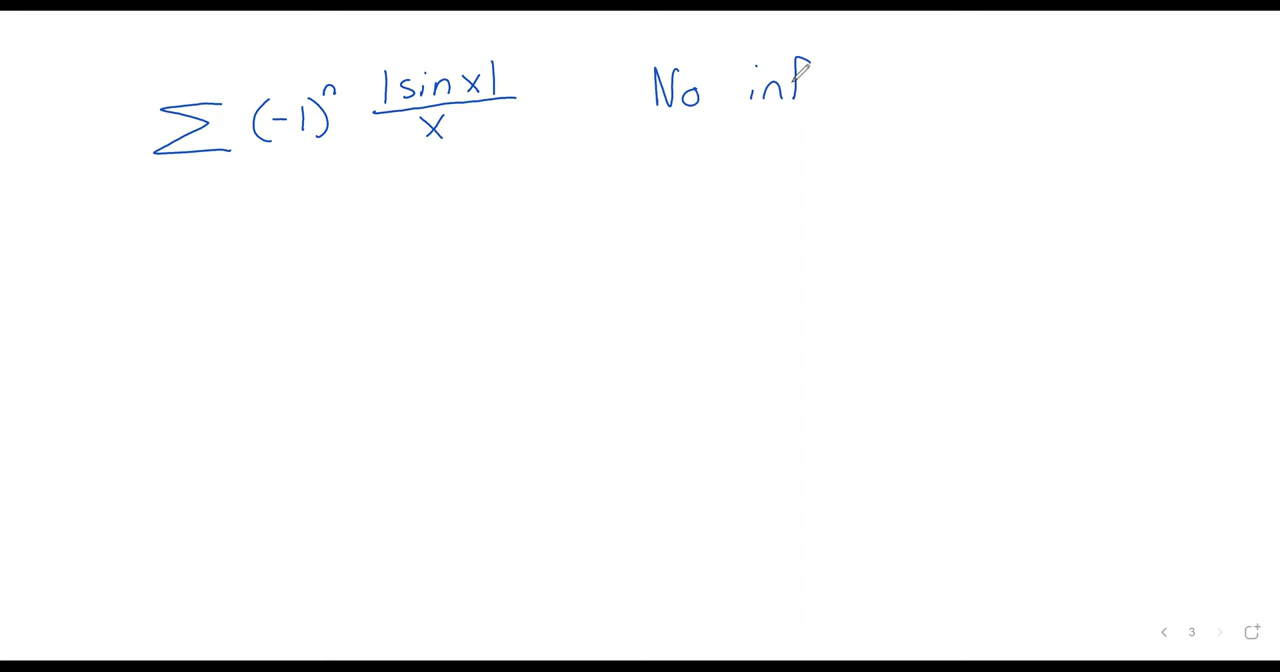 ∑ (-1)^n |sin x| / x No inf
3